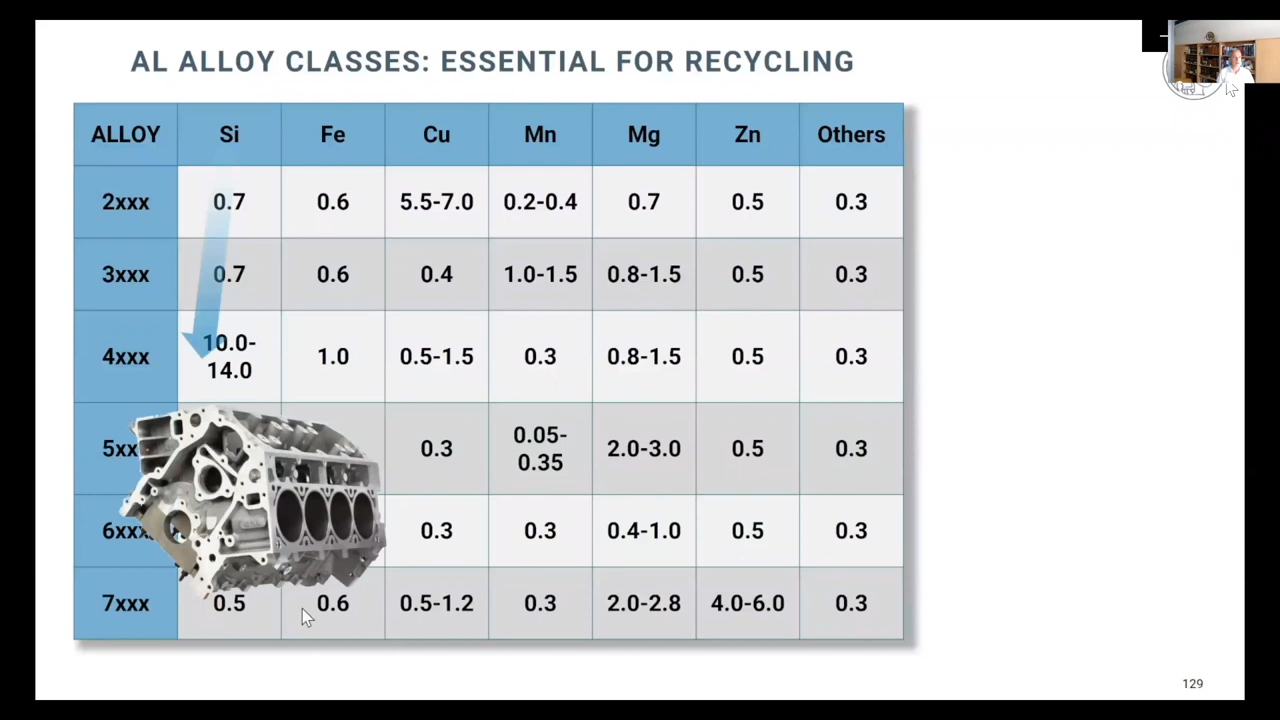 AL ALLOY CLASSES: ESSENTIAL FOR RECYCLING
ALLOY Si Fe Cu Mn Mg Zn Others
2xxx 0.7 0.6 5.5-7.0 0.2-0.4 0.7 0.5 0.3
3xxx 0.7 0.6 0.4 1.0-1.5 0.8-1.5 0.5 0.3
4xxx 10.0-14.0 1.0 0.5-1.5 0.3 0.8-1.5 0.5 0.3
5xx 0.3 0.05-0.35 2.0-3.0 0.5 0.3
6xxx 0.3 0.3 0.4-1.0 0.5 0.3
7xxx 0.5 0.6 0.5-1.2 0.3 2.0-2.8 4.0-6.0 0.3
129